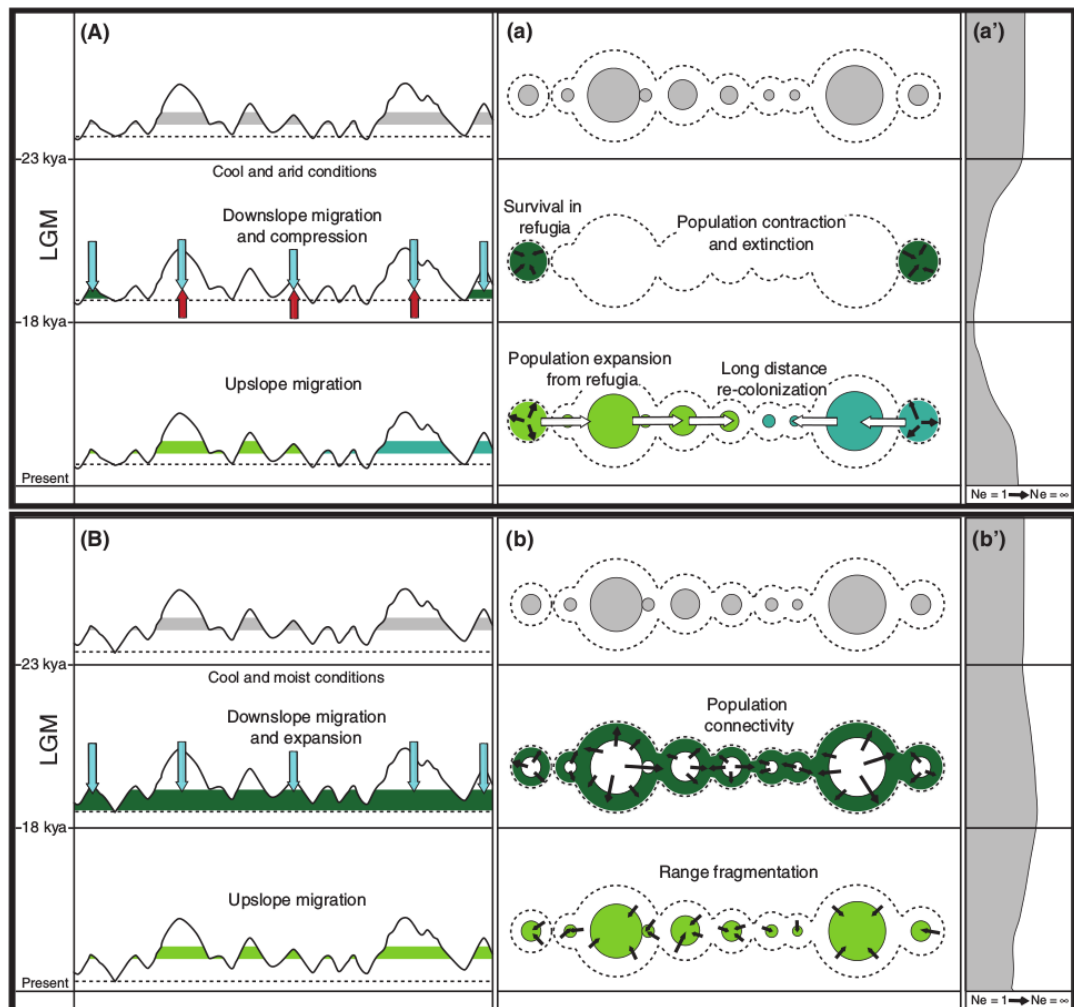 (A)
(a)
(a')
23 kya
Cool and arid conditions
LGM
Downslope migration
and compression
Survival in
refugia
Population contraction
and extinction
18 kya
Upslope migration
Population expansion
from refugia
Long distance
re-colonization
Present
Ne = 1 Ne = ∞
(B)
(b)
(b')
23 kya
Cool and moist conditions
LGM
Downslope migration
and expansion
Population
connectivity
18 kya
Upslope migration
Range fragmentation
Present
Ne = 1 Ne = ∞